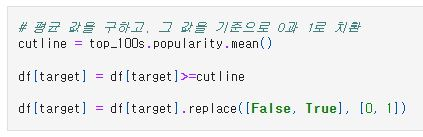 # 평균 값을 구하고, 그 값을 기준으로 0과 1로 치환
cutline = top_100s.popularity.mean()
df[target] = df[target]>=cutline
df[target] = df[target].replace([False, True], [0, 1])